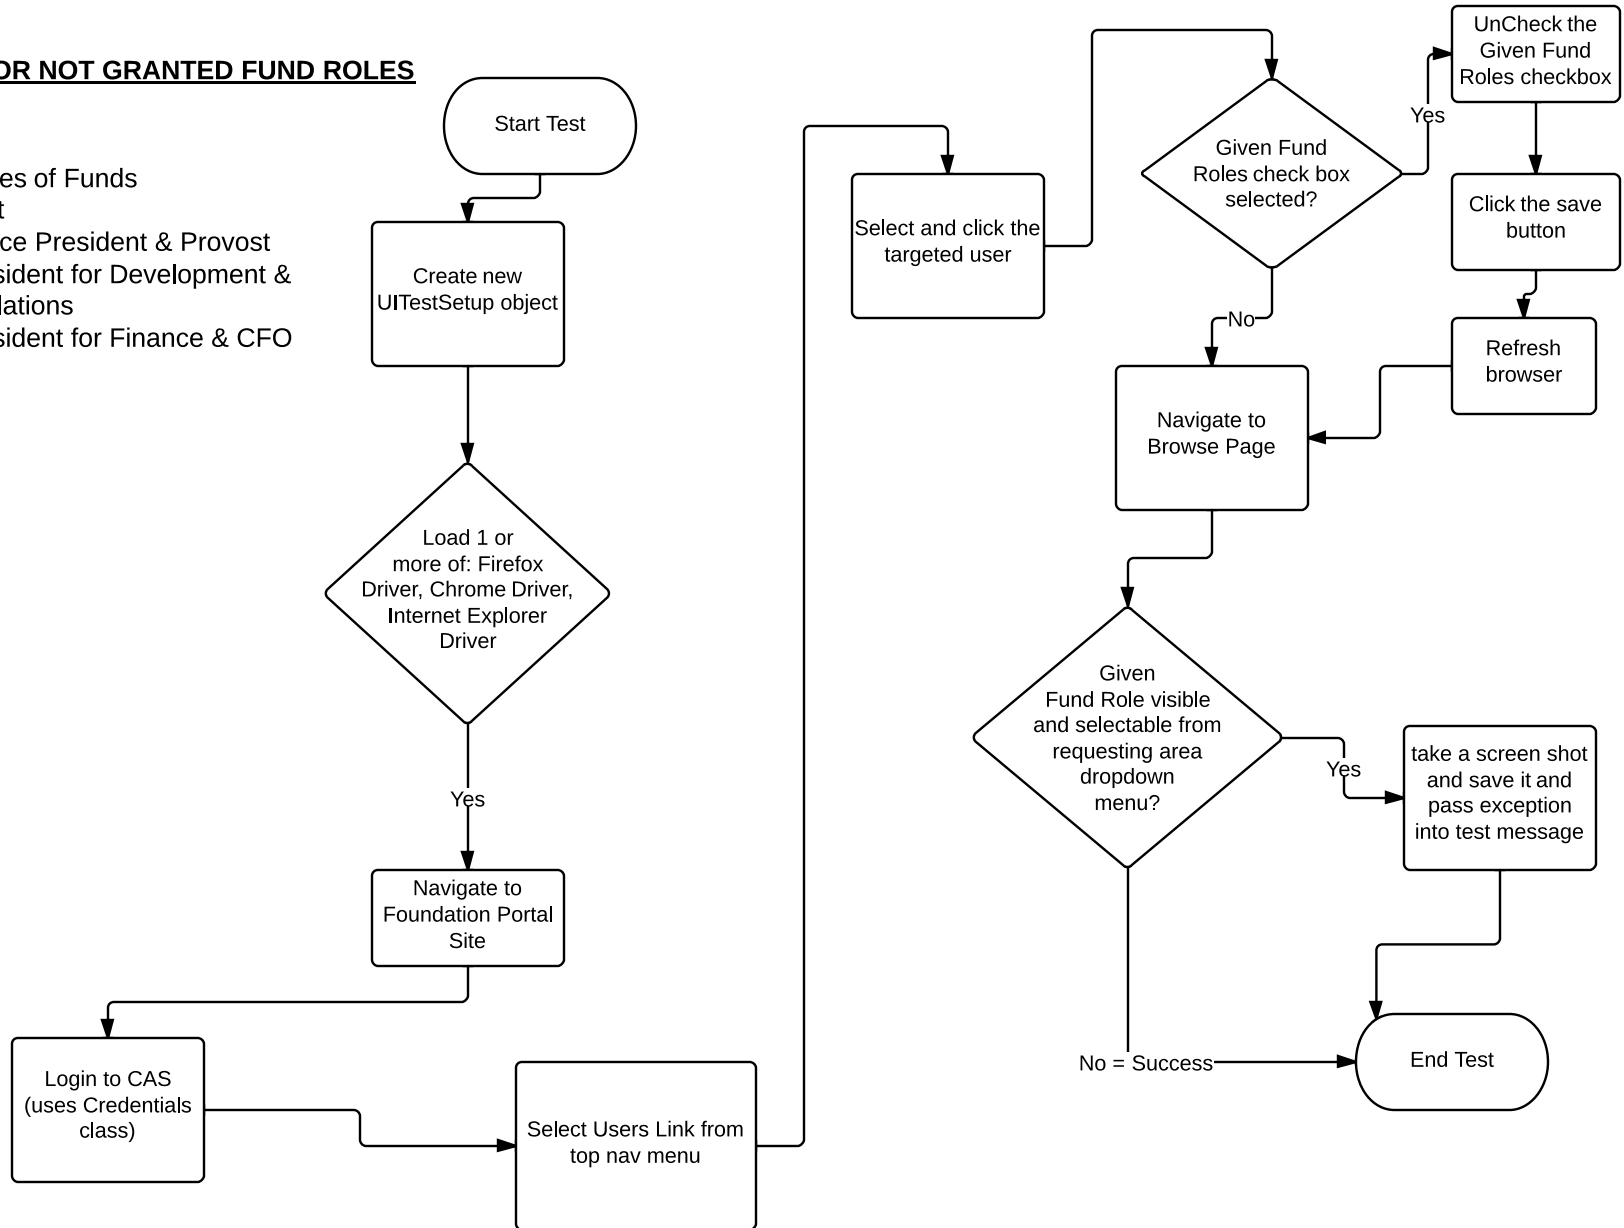 OR NOT GRANTED FUND ROLES
es of Funds
t
ce President & Provost
sident for Development &
lations
sident for Finance & CFO
Start Test
Create new
UITestSetup object
Load 1 or
more of: Firefox
Driver, Chrome Driver,
Internet Explorer
Driver
Yes
Navigate to
Foundation Portal
Site
Login to CAS
(uses Credentials
class)
Select Users Link from
top nav menu
Select and click the
targeted user
Given Fund
Roles check box
selected?
Yes
UnCheck the
Given Fund
Roles checkbox
Click the save
button
Refresh
browser
No
Navigate to
Browse Page
Given
Fund Role visible
and selectable from
requesting area
dropdown
menu?
Yes
take a screen shot
and save it and
pass exception
into test message
No = Success
End Test